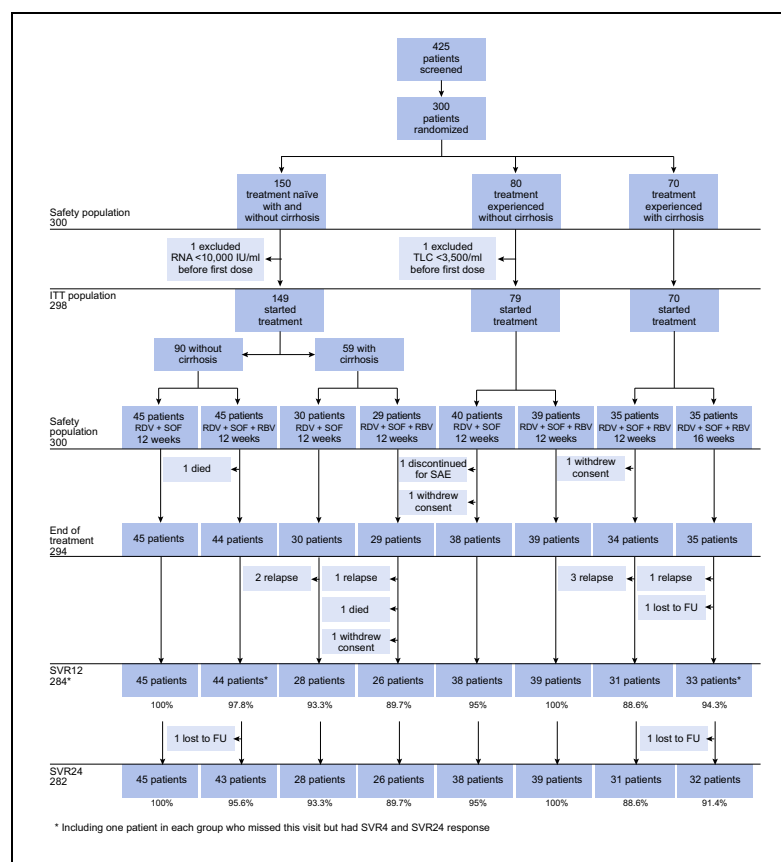 425
patients
screened
300
patients
randomized
150
treatment naïve
with and
without cirrhosis
80
treatment
experienced
without cirrhosis
70
treatment
experienced
with cirrhosis
Safety population
300
1 excluded
RNA <10,000 IU/ml
before first dose
1 excluded
TLC <3,500/ml
before first dose
ITT population
298
149
started
treatment
79
started
treatment
70
started
treatment
90 without
cirrhosis
59 with
cirrhosis
Safety
population
300
45 patients
RDV + SOF
12 weeks
45 patients
RDV + SOF + RBV
12 weeks
30 patients
RDV + SOF
12 weeks
29 patients
RDV + SOF + RBV
12 weeks
40 patients
RDV + SOF
12 weeks
39 patients
RDV + SOF + RBV
12 weeks
35 patients
RDV + SOF + RBV
12 weeks
35 patients
RDV + SOF + RBV
16 weeks
1 died
1 discontinued
for SAE
1 withdrew
consent
1 withdrew
consent
End of
treatment
294
45 patients
44 patients
30 patients
29 patients
38 patients
39 patients
34 patients
35 patients
2 relapse
1 relapse
1 died
1 withdrew
consent
3 relapse
1 relapse
1 lost to FU
SVR12
284*
45 patients
44 patients*
28 patients
26 patients
38 patients
39 patients
31 patients
33 patients*
100%
97.8%
93.3%
89.7%
95%
100%
88.6%
94.3%
1 lost to FU
1 lost to FU
SVR24
282
45 patients
43 patients
28 patients
26 patients
38 patients
39 patients
31 patients
32 patients
100%
95.6%
93.3%
89.7%
95%
100%
88.6%
91.4%
* Including one patient in each group who missed this visit but had SVR4 and SVR24 response